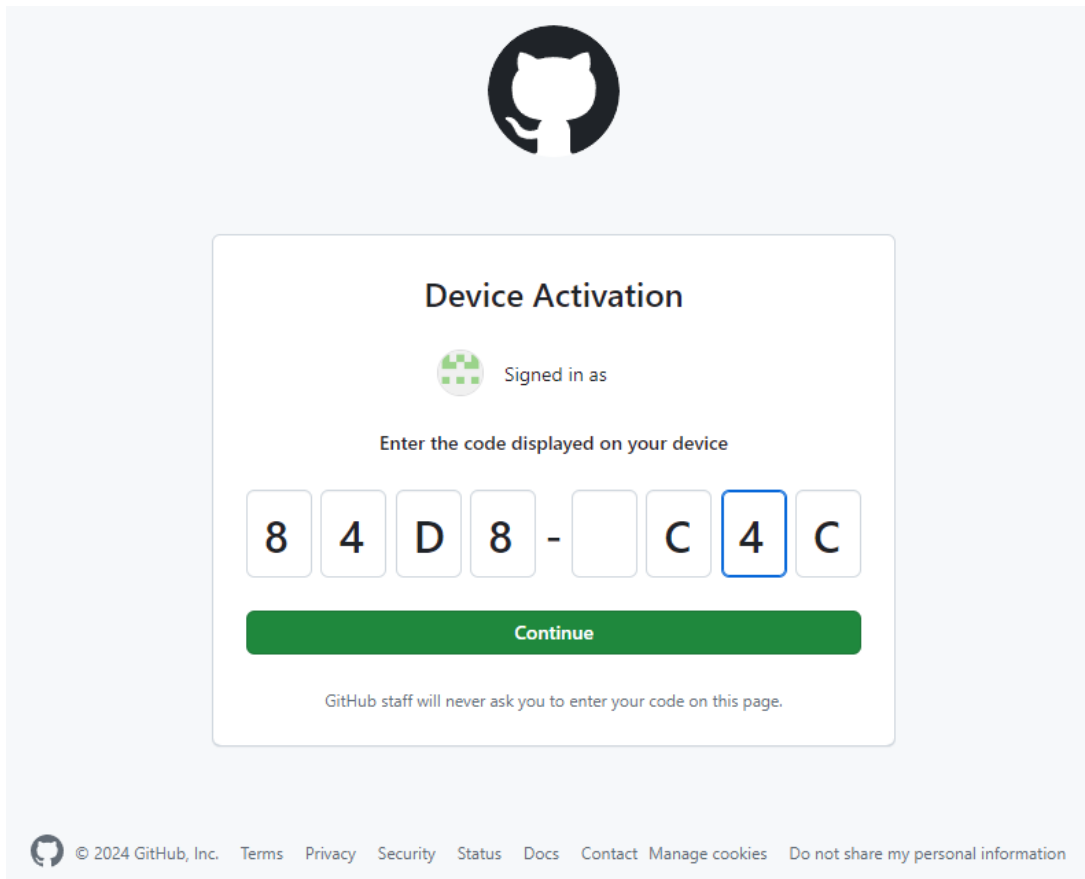 Device Activation
Signed in as
Enter the code displayed on your device
8 4 D 8 - C 4 C
Continue
GitHub staff will never ask you to enter your code on this page.
© 2024 GitHub, Inc. Terms Privacy Security Status Docs Contact Manage cookies Do not share my personal information